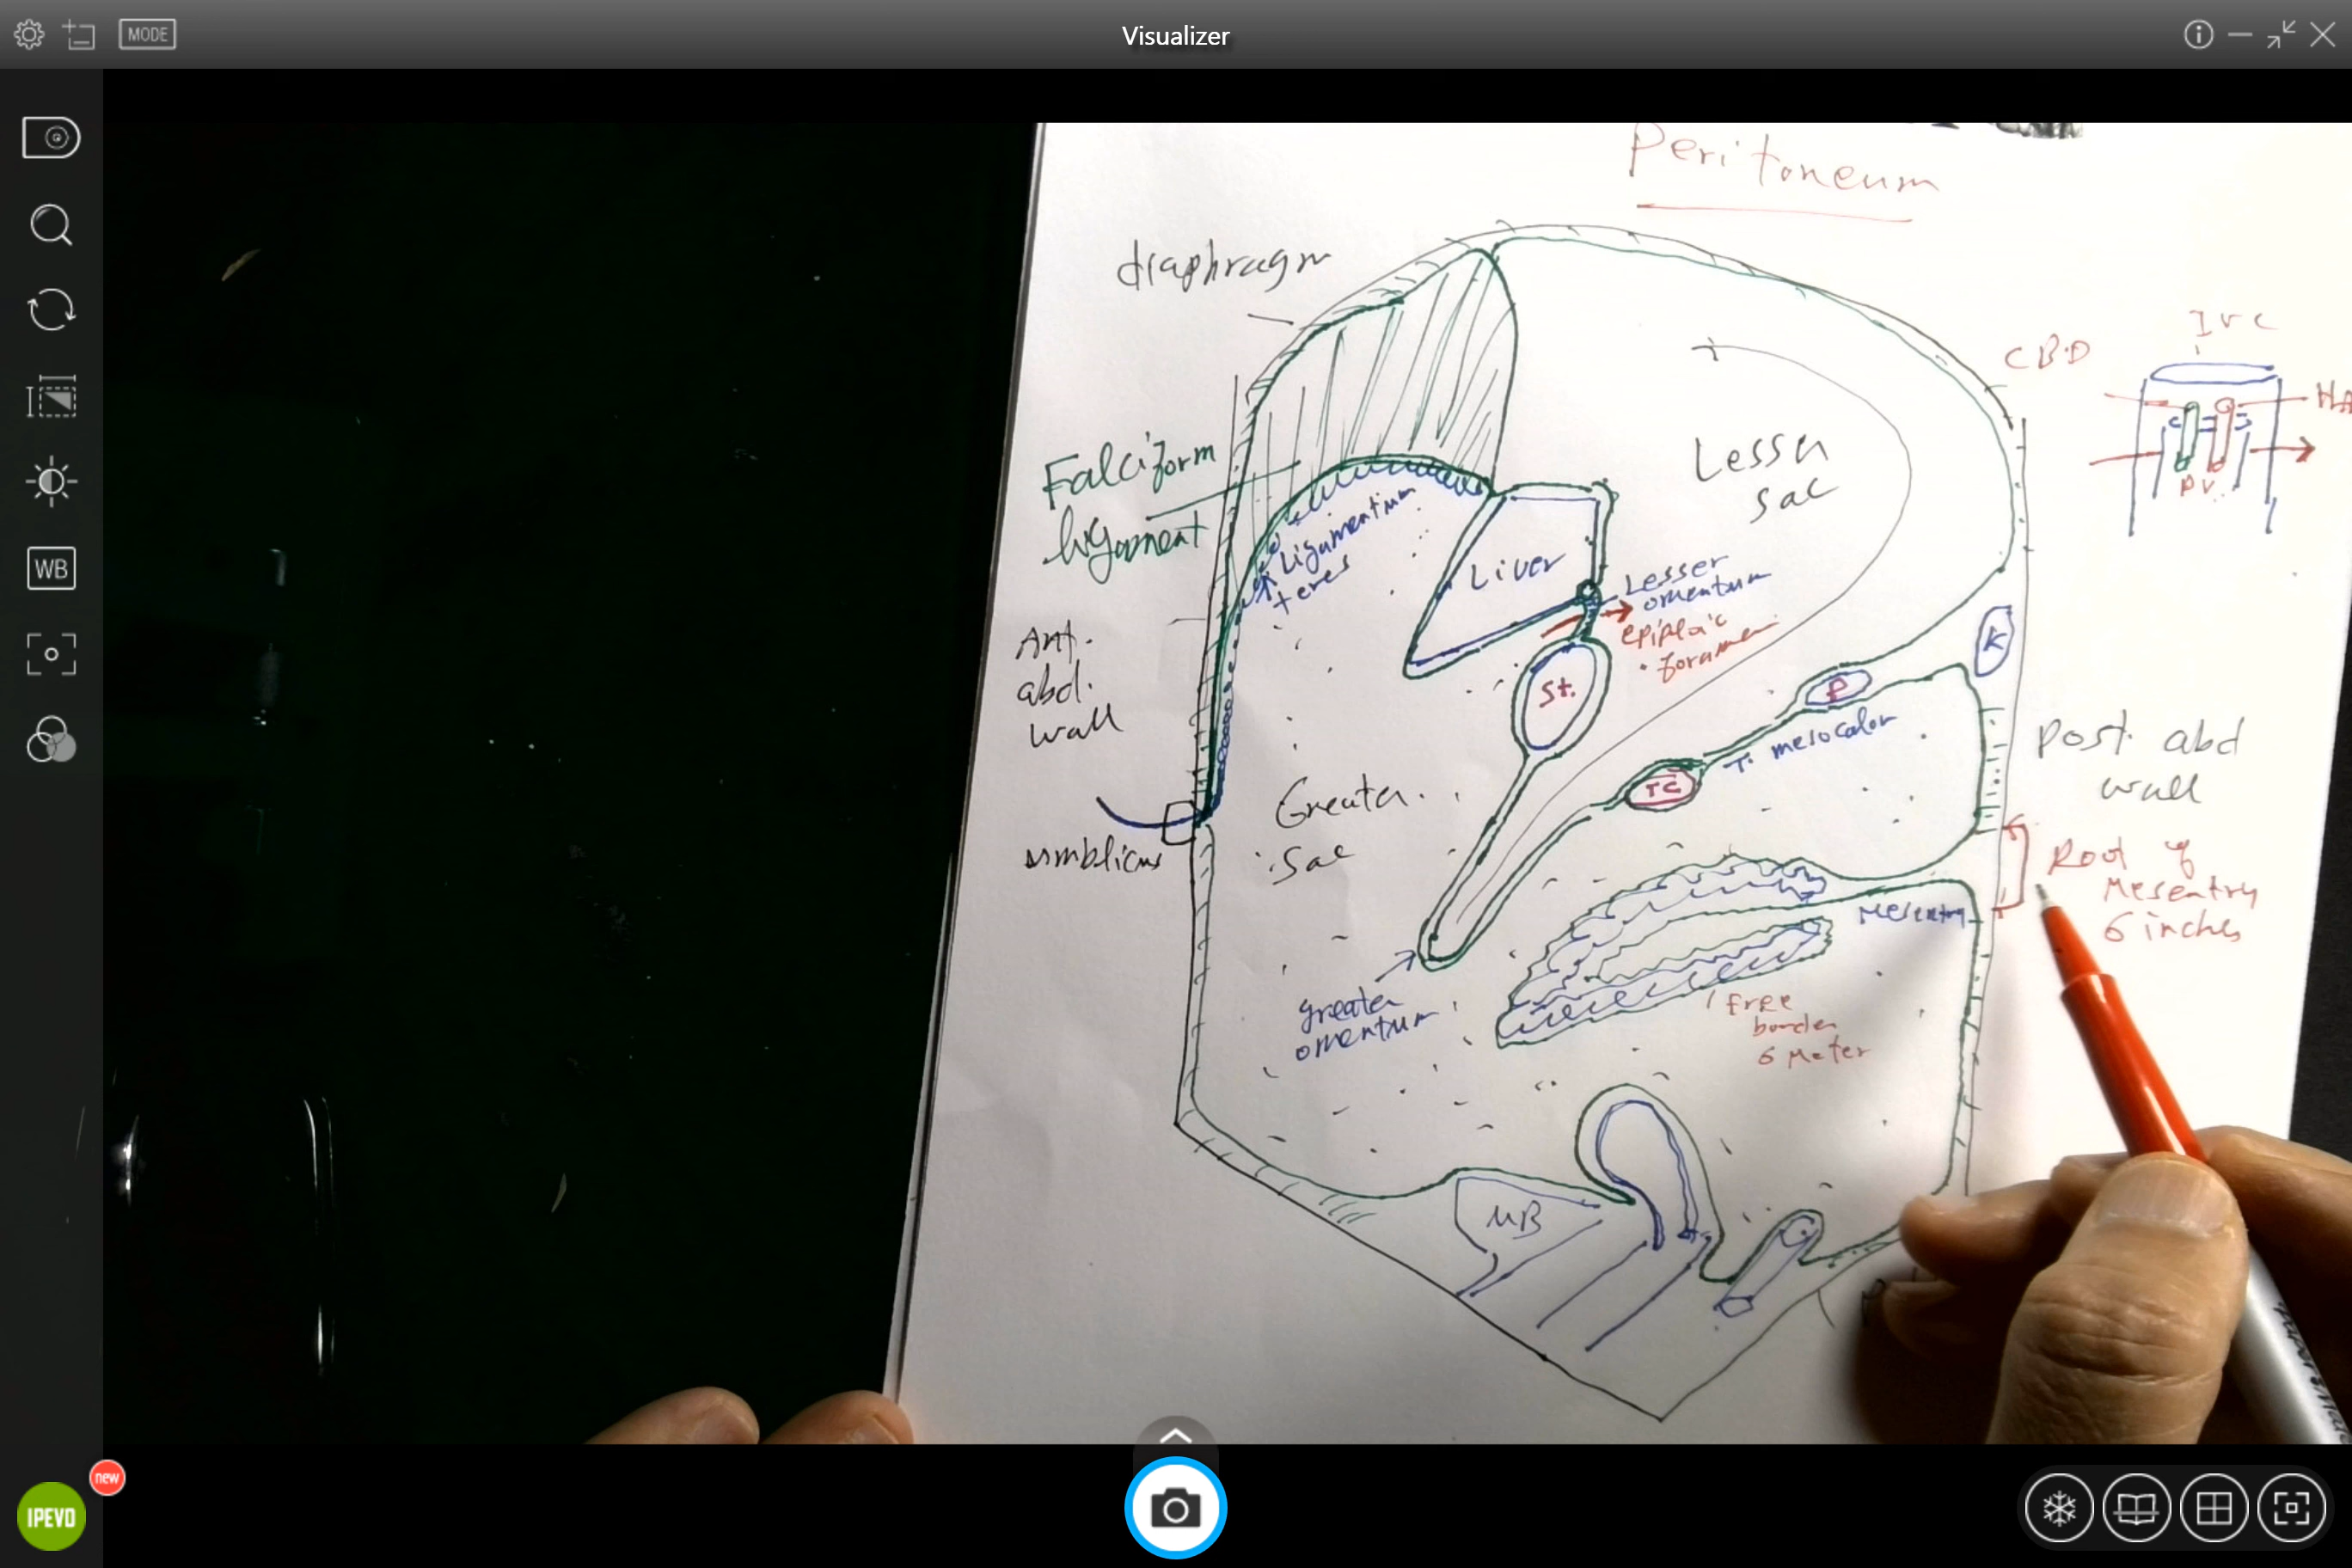 MODE
Visualizer
WB
Peritoneum
diaphragm
IVC
CBD
HA
PV
Falciform
Lesser
sac
Ligamentum
teres
Liver
Lesser
omentum
epiploic
foramen
K
St.
P
Ant.
abd.
wall
T. mesocolon
Post. abd
wall
TC
Greater
sac
umblicus
Root of
Mesentry
6 inches
Mesentry
greater
omentum
free
border
6 Meter
UB
new
IPEVO